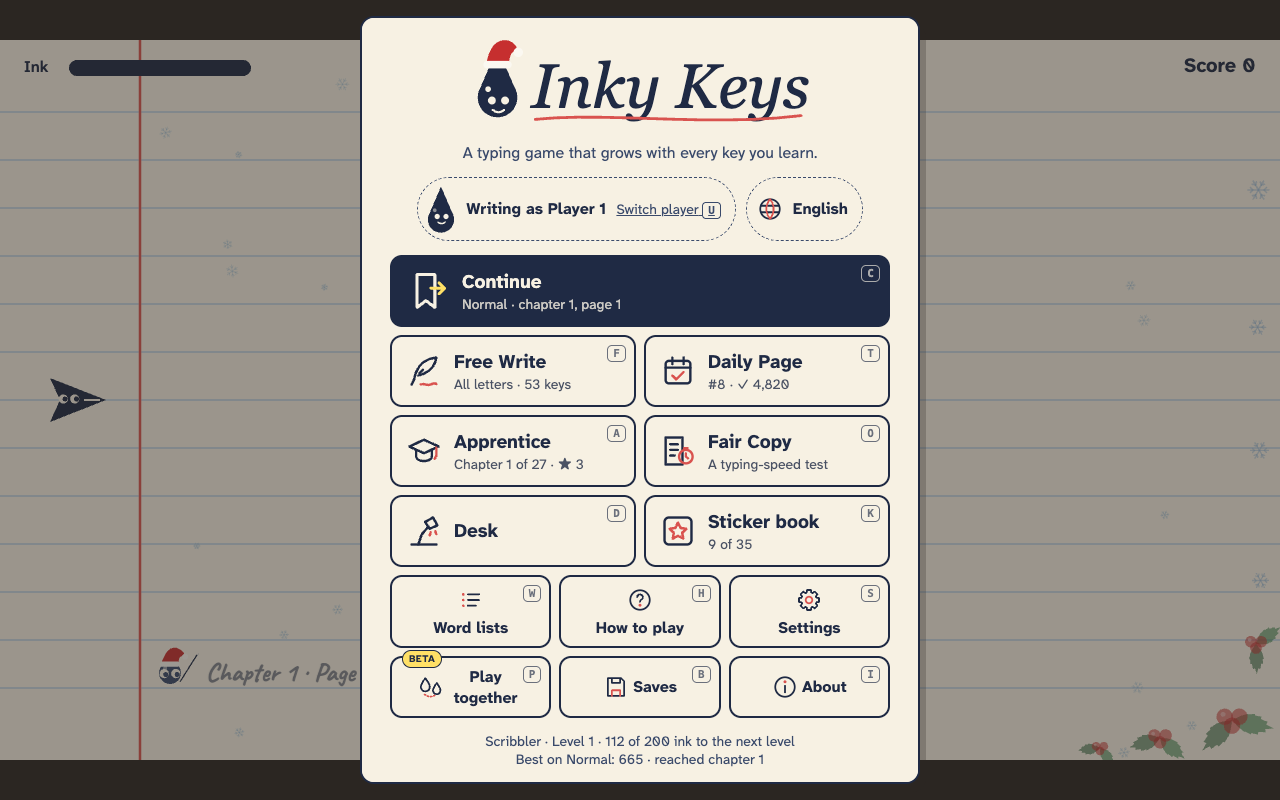 Ink
Score 0
Inky Keys
A typing game that grows with every key you learn.
Writing as Player 1 Switch player U
English
Continue C
Normal · chapter 1, page 1
Free Write F
All letters · 53 keys
Daily Page T
#8 · ✓ 4,820
Apprentice A
Chapter 1 of 27 · ★ 3
Fair Copy O
A typing-speed test
Desk D
Sticker book K
9 of 35
Word lists W
How to play H
Settings S
BETA
Play together P
Saves B
About I
Chapter 1 · Page
Scribbler · Level 1 · 112 of 200 ink to the next level
Best on Normal: 665 · reached chapter 1